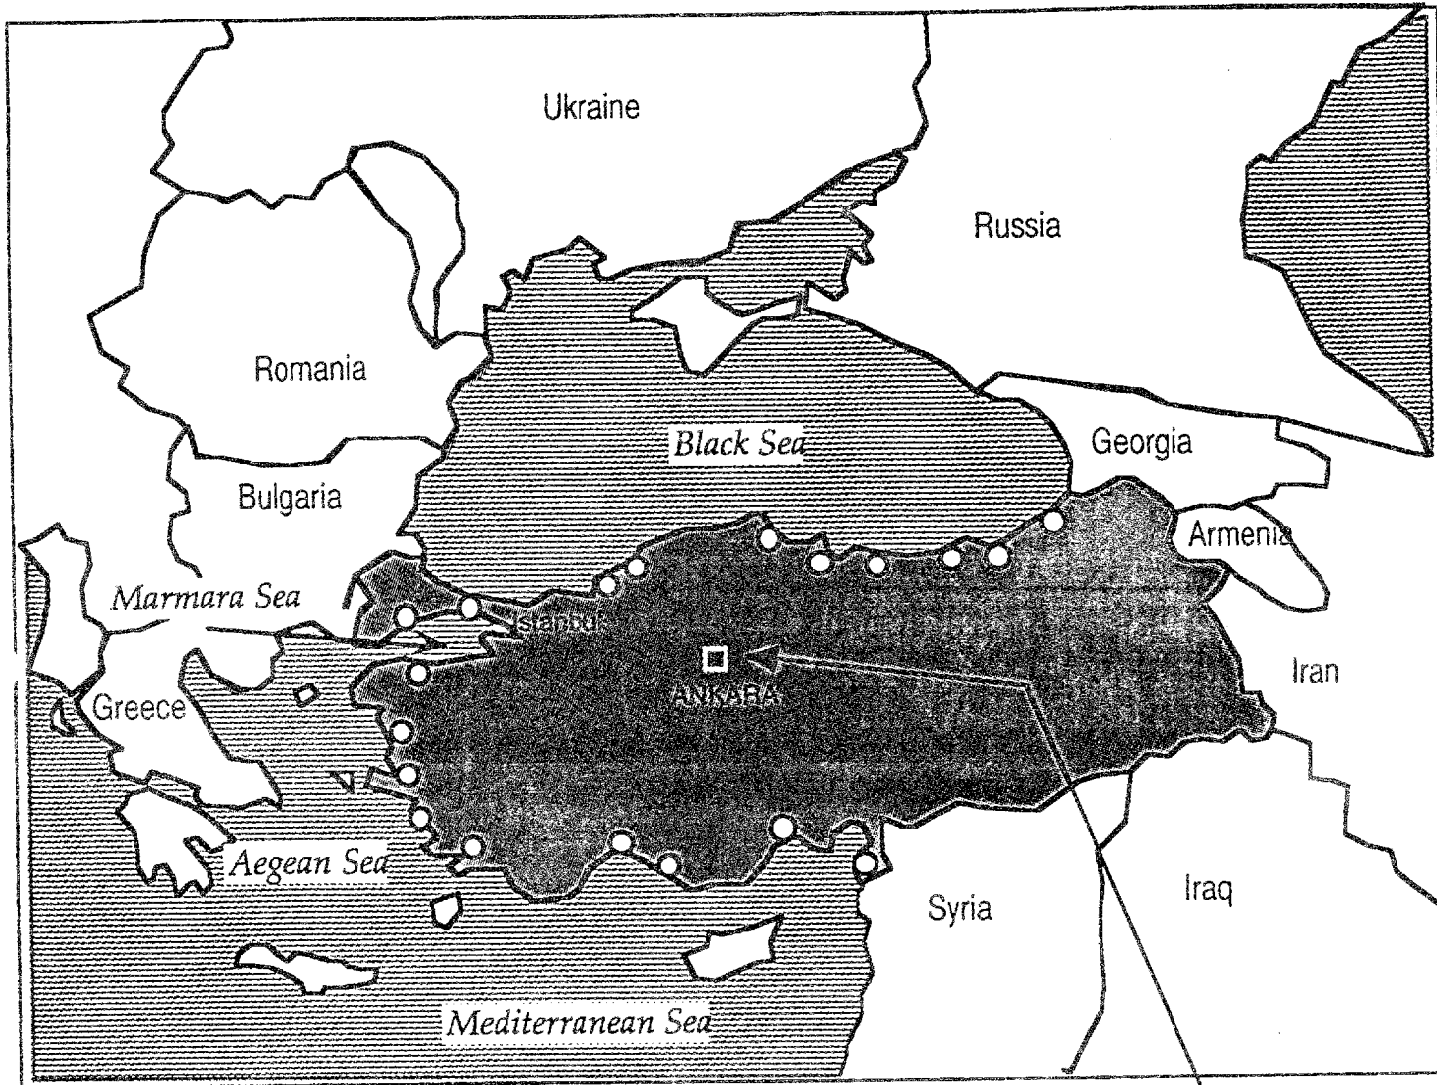 Ukraine
Russia
Romania
Black Sea
Georgia
Bulgaria
Armenia
Marmara Sea
Istanbul
Iran
ANKARA
Greece
Aegean Sea
Syria
Iraq
Mediterranean Sea